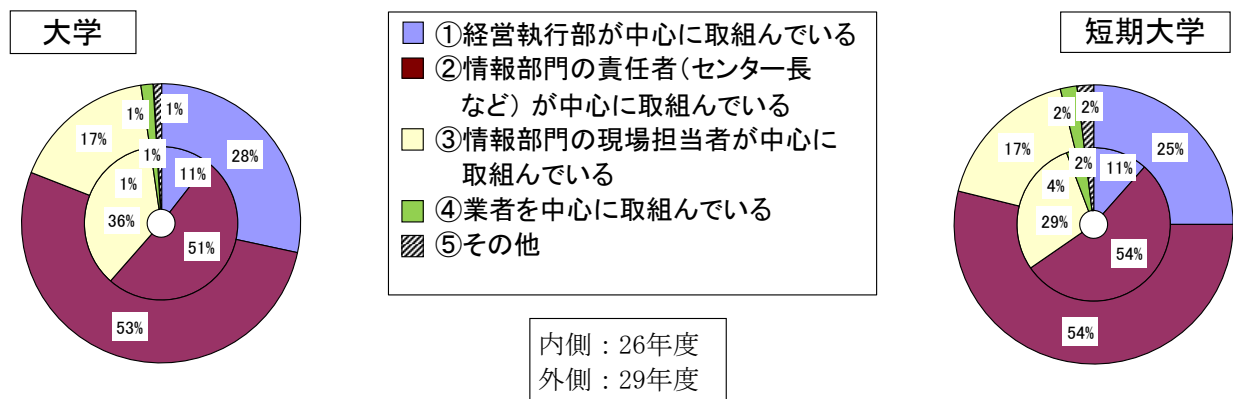 大学
1%
1%
17%
28%
1%
11%
1%
36%
51%
53%
①経営執行部が中心に取組んでいる
②情報部門の責任者(センター長
など) が中心に取組んでいる
③情報部門の現場担当者が中心に
取組んでいる
④業者を中心に取組んでいる
⑤その他
内側:26年度
外側:29年度
短期大学
2%
2%
17%
25%
2%
11%
4%
29%
54%
54%